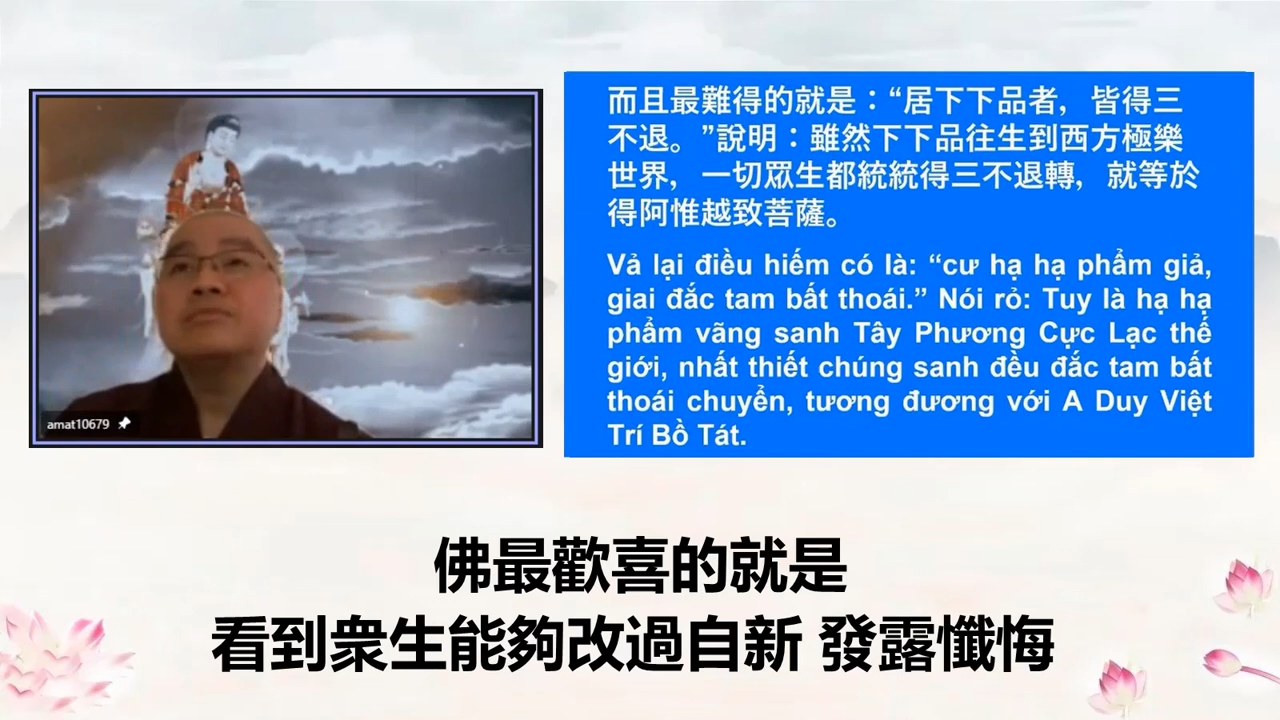 而且最難得的就是：“居下下品者，皆得三
不退。”說明：雖然下下品往生到西方極樂
世界，一切眾生都統統得三不退轉，就等於
得阿惟越致菩薩。
Vả lại điều hiếm có là: “cư hạ hạ phẩm giả,
giai đắc tam bất thoái.” Nói rỏ: Tuy là hạ hạ
phẩm vãng sanh Tây Phương Cực Lạc thế
giới, nhất thiết chúng sanh đều đắc tam bất
thoái chuyển, tương đương với A Duy Việt
Trí Bồ Tát.
amat10679
佛最歡喜的就是
看到衆生能夠改過自新 發露懺悔